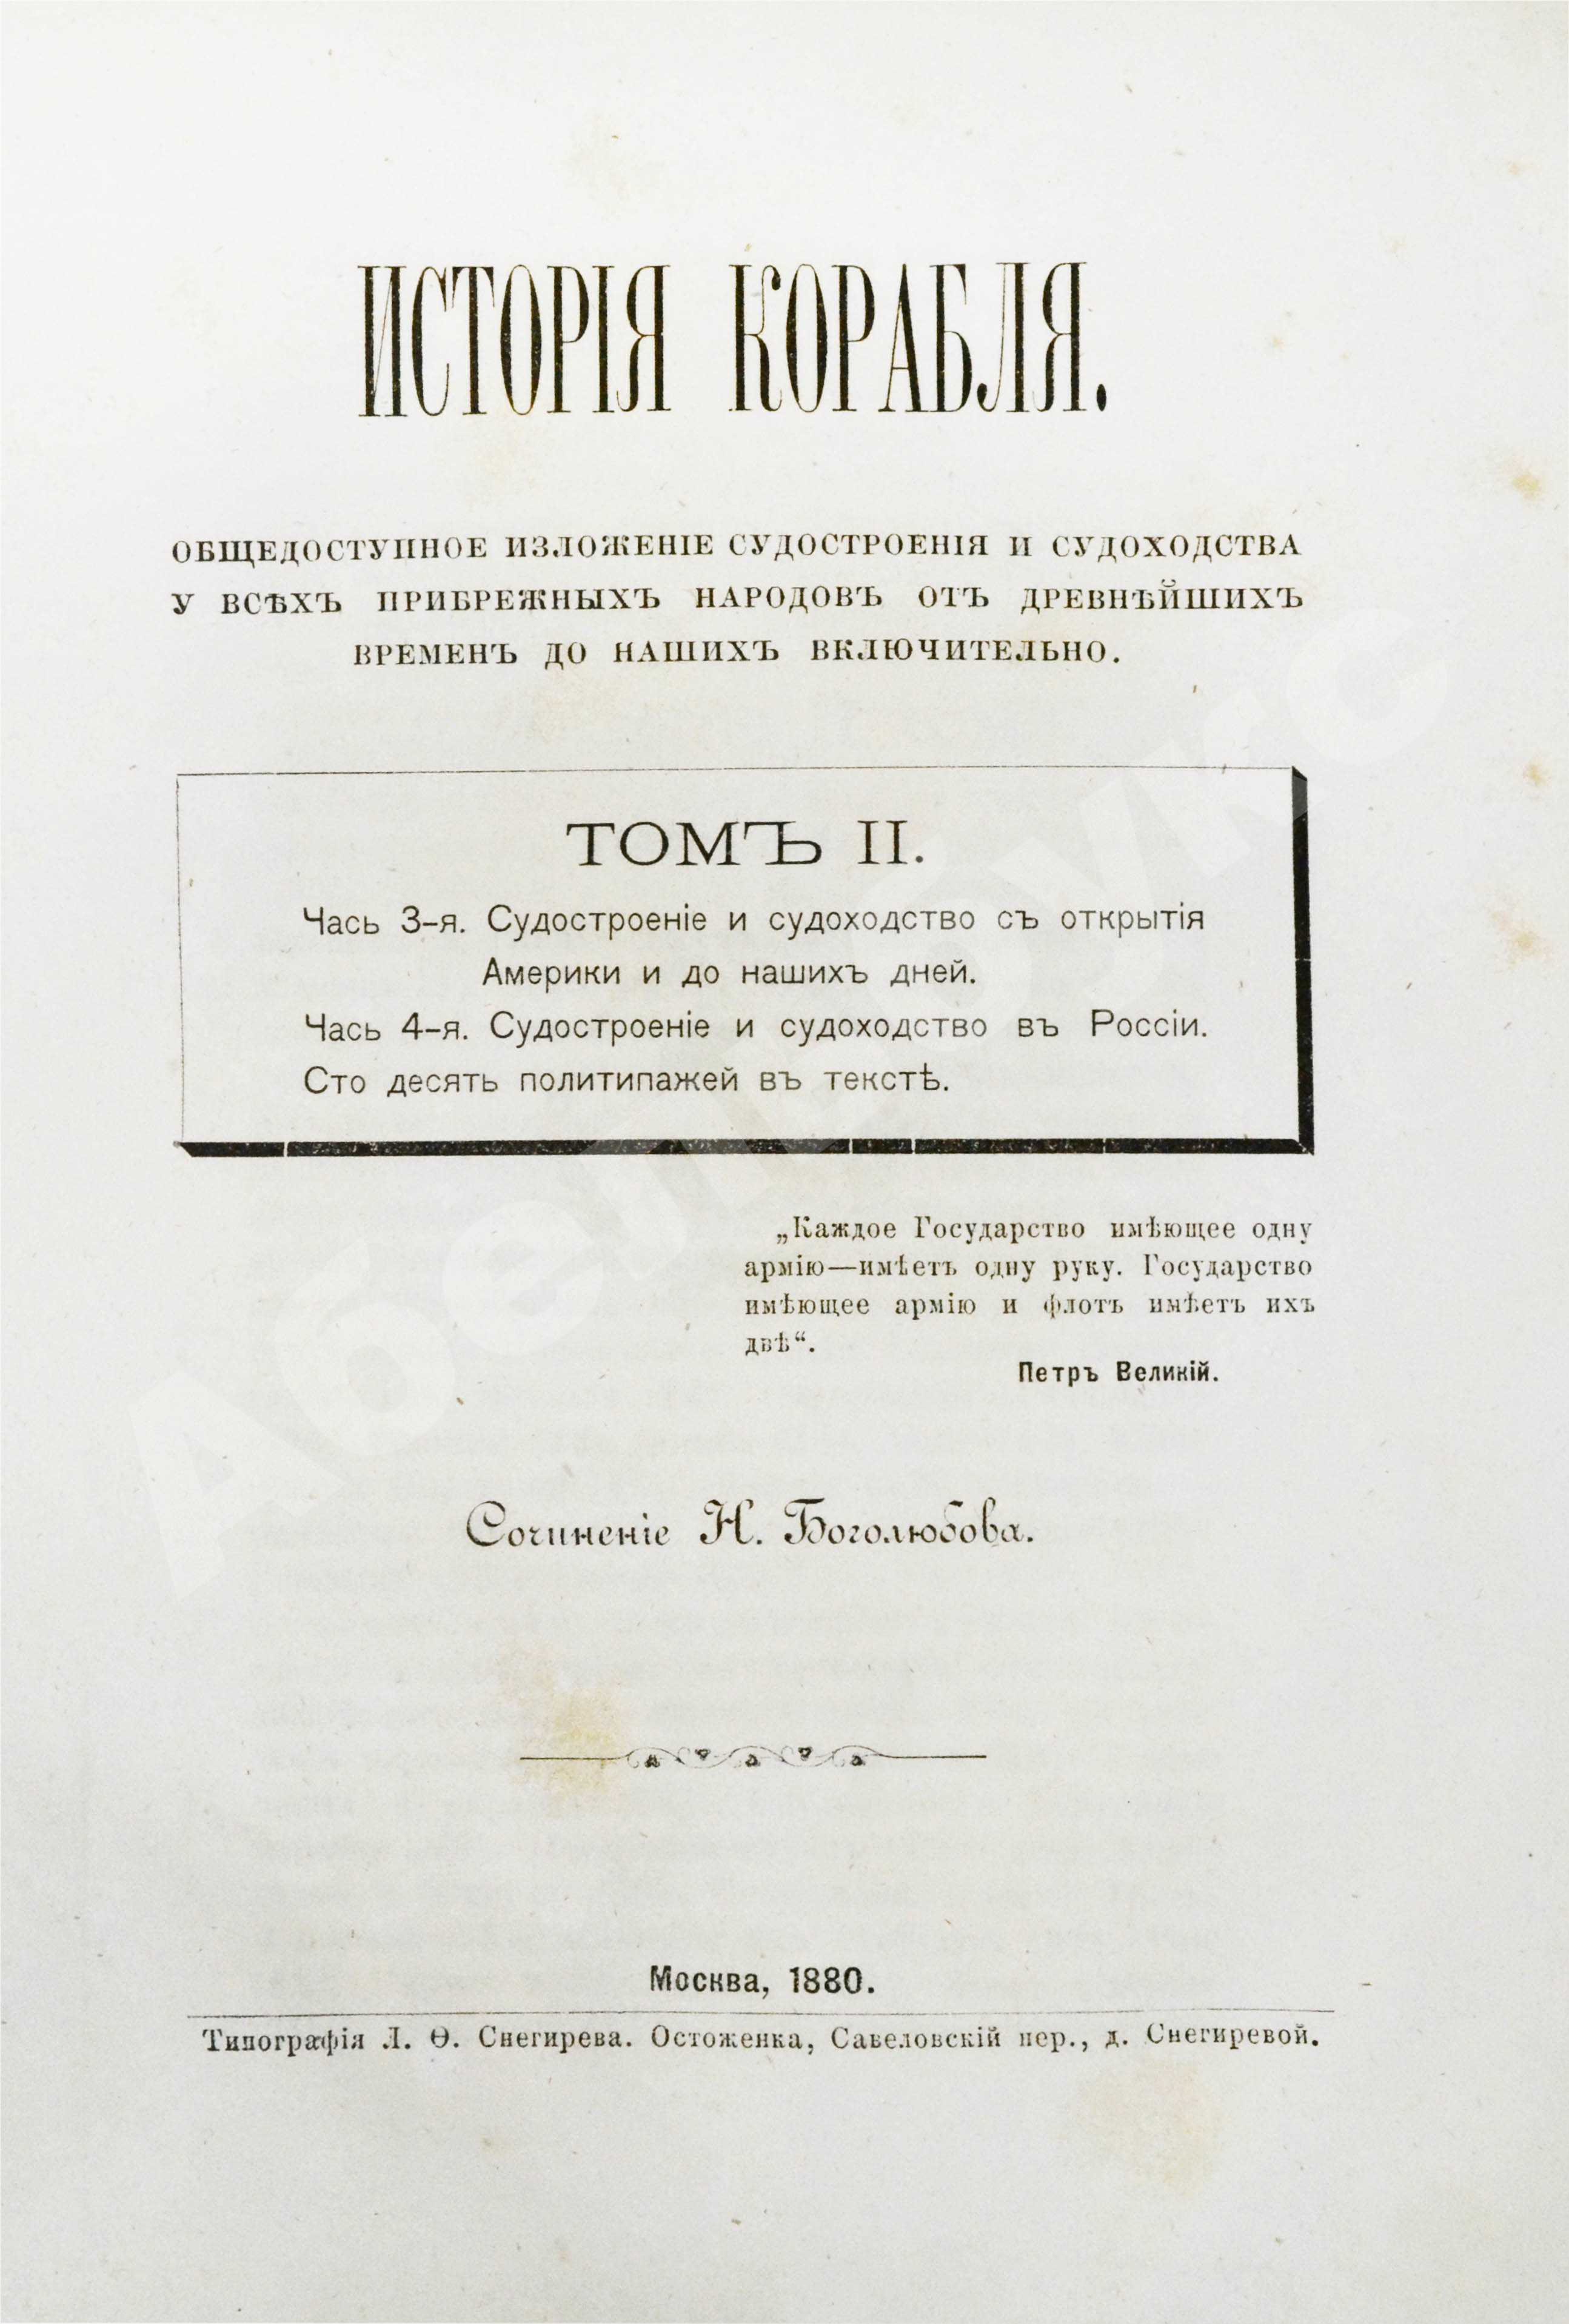 ИСТОРІЯ КОРАБЛЯ.
ОБЩЕДОСТУПНОЕ ИЗЛОЖЕНІЕ СУДОСТРОЕНІЯ И СУДОХОДСТВА
У ВСѢХЪ ПРИБРЕЖНЫХЪ НАРОДОВЪ ОТЪ ДРЕВНѢЙШИХЪ
ВРЕМЕНЪ ДО НАШИХЪ ВКЛЮЧИТЕЛЬНО.
ТОМЪ II.
Чась 3-я. Судостроеніе и судоходство съ открытія
Америки и до нашихъ дней.
Чась 4-я. Судостроеніе и судоходство въ Россіи.
Сто десять политипажей въ текстѣ.
„Каждое Государство имѣющее одну
армію—имѣетъ одну руку. Государство
имѣющее армію и флотъ имѣетъ ихъ
двѣ“.
Петръ Великій.
Сочиненіе Н. Боголюбова.
Москва, 1880.
Типографія Л. Ѳ. Снегирева. Остоженка, Савеловскій пер., д. Снегиревой.